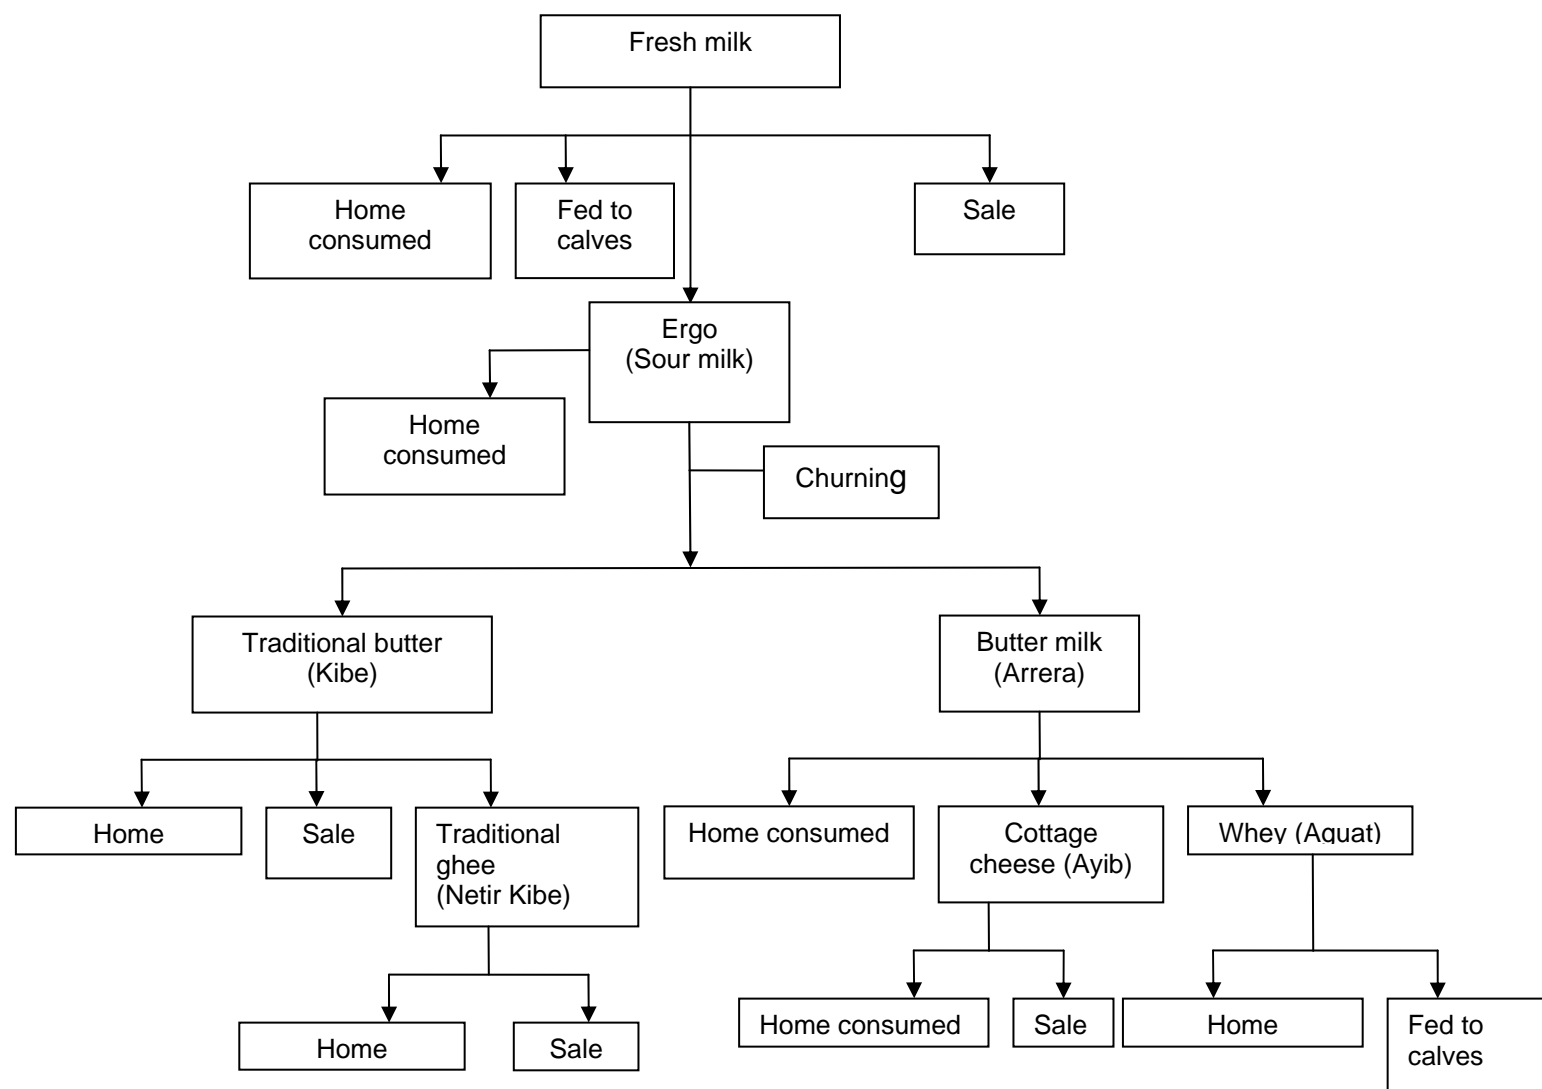 Fresh milk
Home
consumed
Fed to
calves
Sale
Ergo
(Sour milk)
Home
consumed
Churning
Traditional butter
(Kibe)
Butter milk
(Arrera)
Home
Sale
Traditional
ghee
(Netir Kibe)
Home consumed
Cottage
cheese (Ayib)
Whey (Aguat)
Home
Sale
Home consumed
Sale
Home
Fed to
calves